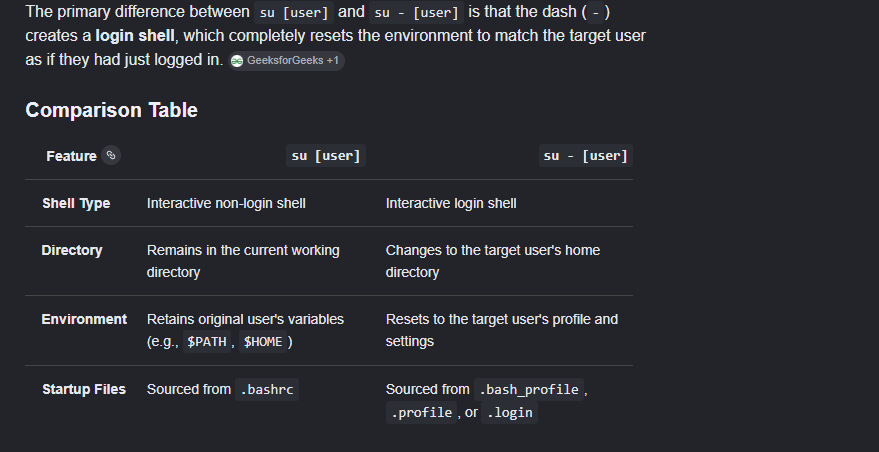 The primary difference between su [user] and su - [user] is that the dash ( - )
creates a login shell, which completely resets the environment to match the target user
as if they had just logged in. GeeksforGeeks +1
Comparison Table
Feature su [user] su - [user]
Shell Type Interactive non-login shell Interactive login shell
Directory Remains in the current working Changes to the target user's home
directory directory
Environment Retains original user's variables Resets to the target user's profile and
(e.g., $PATH , $HOME ) settings
Startup Files Sourced from .bashrc Sourced from .bash_profile ,
.profile , or .login